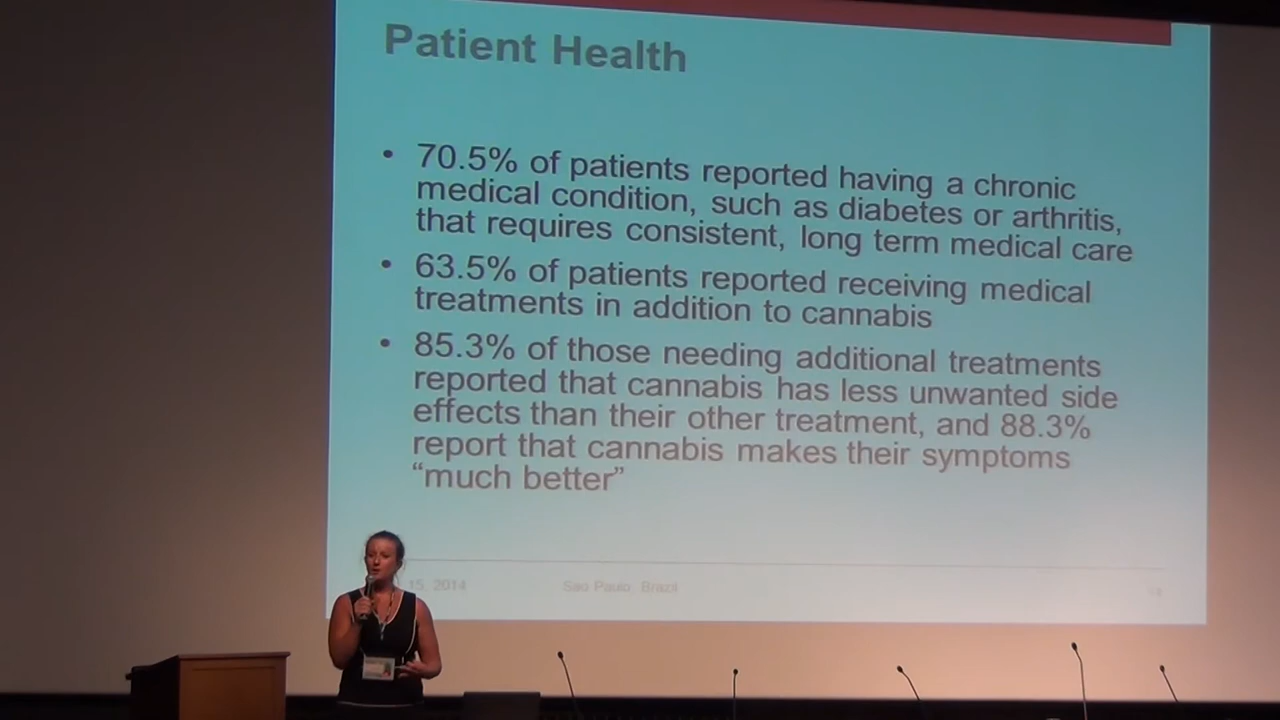 Patient Health
• 70.5% of patients reported having a chronic
medical condition, such as diabetes or arthritis,
that requires consistent, long term medical care
• 63.5% of patients reported receiving medical
treatments in addition to cannabis
• 85.3% of those needing additional treatments
reported that cannabis has less unwanted side
effects than their other treatment, and 88.3%
report that cannabis makes their symptoms
“much better”
15, 2014 Sao Paulo, Brazil